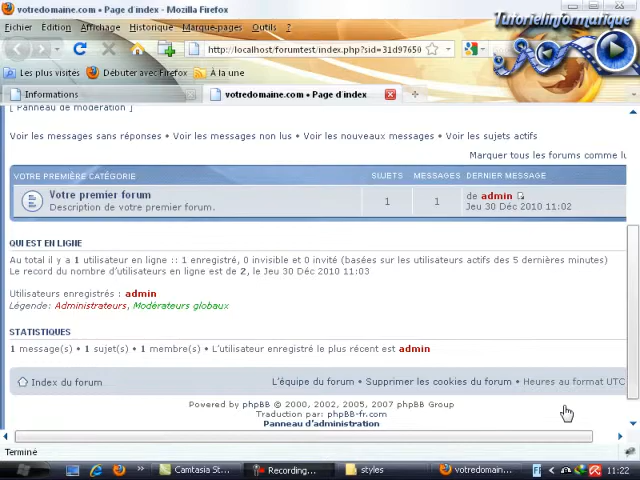 votredomaine.com • Page d'index - Mozilla Firefox
Fichier Édition Affichage Historique Marque-pages Outils ?
Tutorielinformatique
http://localhost/forumtest/index.php?sid=31d97650
Les plus visités Débuter avec Firefox À la une
Informations votredomaine.com • Page d'index
[ Panneau de modération ]
Voir les messages sans réponses • Voir les messages non lus • Voir les nouveaux messages • Voir les sujets actifs
Marquer tous les forums comme lu
VOTRE PREMIÈRE CATÉGORIE SUJETS MESSAGES DERNIER MESSAGE
Votre premier forum
Description de votre premier forum.
1 1
de admin
Jeu 30 Déc 2010 11:02
QUI EST EN LIGNE
Au total il y a 1 utilisateur en ligne :: 1 enregistré, 0 invisible et 0 invité (basées sur les utilisateurs actifs des 5 dernières minutes)
Le record du nombre d'utilisateurs en ligne est de 2, le Jeu 30 Déc 2010 11:03
Utilisateurs enregistrés : admin
Légende: Administrateurs, Modérateurs globaux
STATISTIQUES
1 message(s) • 1 sujet(s) • 1 membre(s) • L'utilisateur enregistré le plus récent est admin
Index du forum L'équipe du forum • Supprimer les cookies du forum • Heures au format UTC
Powered by phpBB © 2000, 2002, 2005, 2007 phpBB Group
Traduction par: phpBB-fr.com
Panneau d'administration
Terminé
Camtasia St... Recording... styles votredomain... FR 11:22